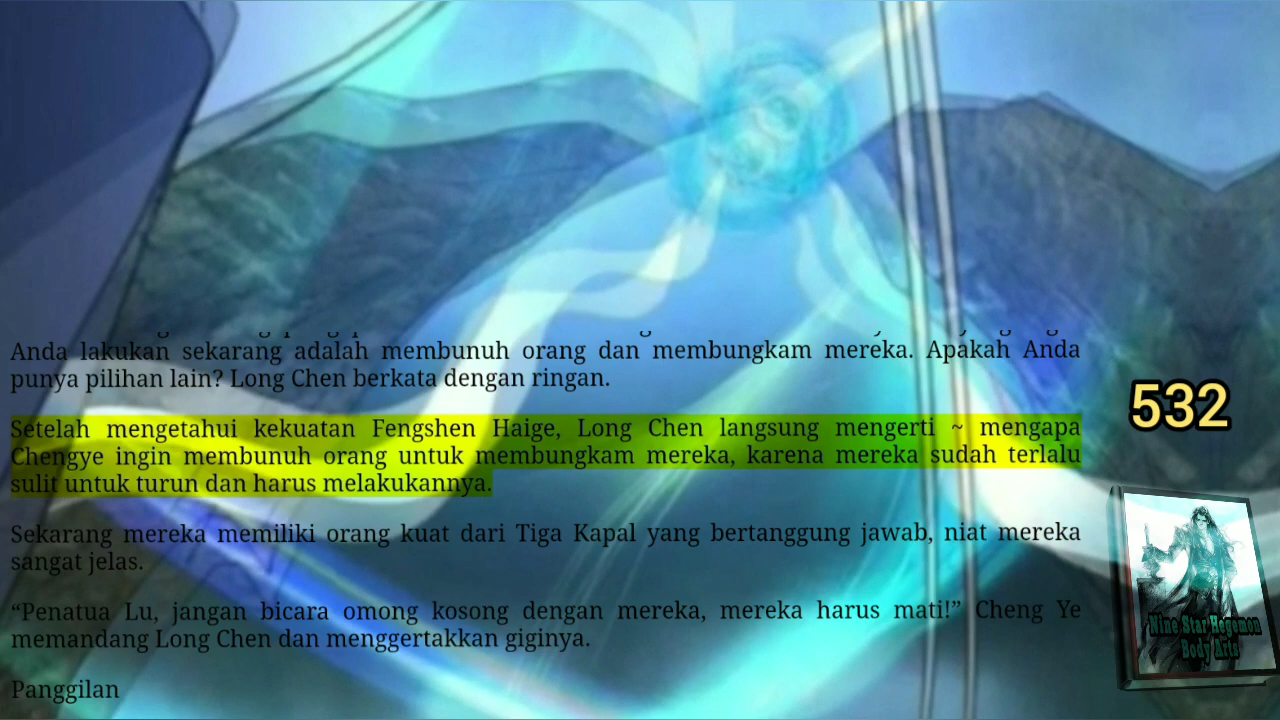 Anda lakukan sekarang adalah membunuh orang dan membungkam mereka. Apakah Anda
punya pilihan lain? Long Chen berkata dengan ringan.
Setelah mengetahui kekuatan Fengshen Haige, Long Chen langsung mengerti ~ mengapa
Chengye ingin membunuh orang untuk membungkam mereka, karena mereka sudah terlalu
sulit untuk turun dan harus melakukannya.
532
Sekarang mereka memiliki orang kuat dari Tiga Kapal yang bertanggung jawab, niat mereka
sangat jelas.
“Penatua Lu, jangan bicara omong kosong dengan mereka, mereka harus mati!” Cheng Ye
memandang Long Chen dan menggertakkan giginya.
Nine Star Hegemon
Body Arts
Panggilan